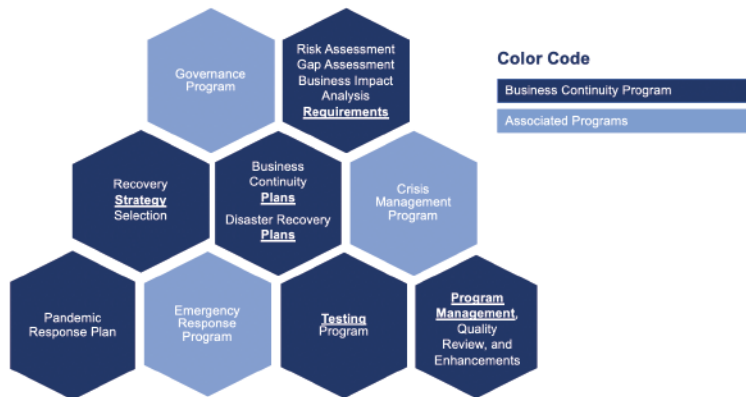 Governance
Program
Risk Assessment
Gap Assessment
Business Impact
Analysis
Requirements
Color Code
Business Continuity Program
Associated Programs
Recovery
Strategy
Selection
Business
Continuity
Plans
Disaster Recovery
Plans
Crisis
Management
Program
Pandemic
Response Plan
Emergency
Response
Program
Testing
Program
Program
Management,
Quality
Review, and
Enhancements